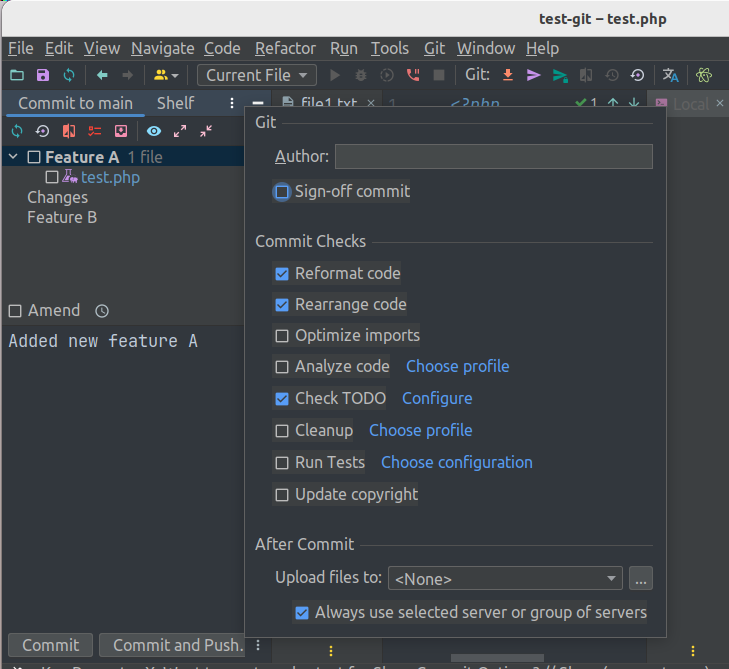 test-git – test.php
File Edit View Navigate Code Refactor Run Tools Git Window Help
Current File Git:
Commit to main Shelf file1.txt × 1 <?php 1 Local ×
Git
Author:
Sign-off commit
Feature A 1 file
test.php
Changes
Feature B
Commit Checks
Reformat code
Rearrange code
Optimize imports
Analyze code Choose profile
Check TODO Configure
Cleanup Choose profile
Run Tests Choose configuration
Update copyright
Amend
Added new feature A
After Commit
Upload files to: <None> ...
Always use selected server or group of servers
Commit Commit and Push.